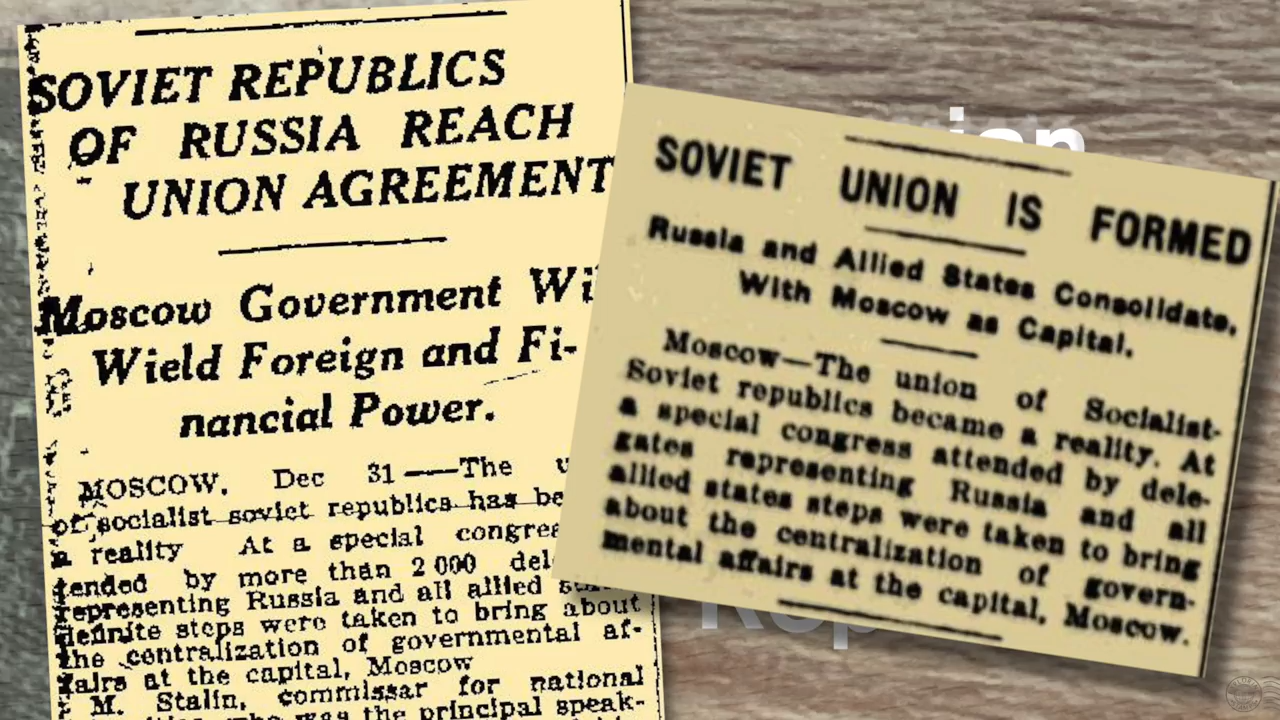 SOVIET REPUBLICS
OF RUSSIA REACH
UNION AGREEMENT
Moscow Government Wi
Wield Foreign and Fi-
nancial Power.
MOSCOW, Dec 31—The
of socialist soviet republics has be
a reality At a special congre
tended by more than 2 000 del
representing Russia and all allied
definite steps were taken to bring about
the centralization of governmental af-
fairs at the capital, Moscow
M. Stalin, commissar for national
who was the principal speak-
SOVIET UNION IS FORMED
Russia and Allied States Consolidate,
With Moscow as Capital.
Moscow—The union of Socialist-
Soviet republics became a reality. At
a special congress attended by dele-
gates representing Russia and all
allied states steps were taken to bring
about the centralization of govern-
mental affairs at the capital, Moscow.